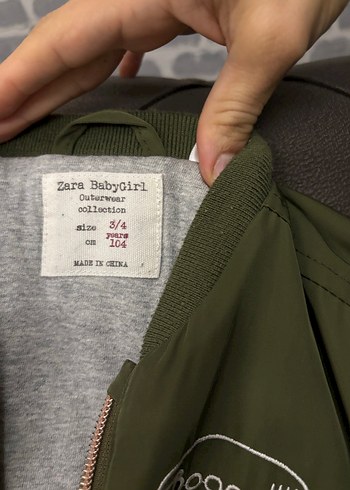 Zara BabyGirl
Outerwear
collection
size 3/4
years
cm 104
MADE IN CHINA